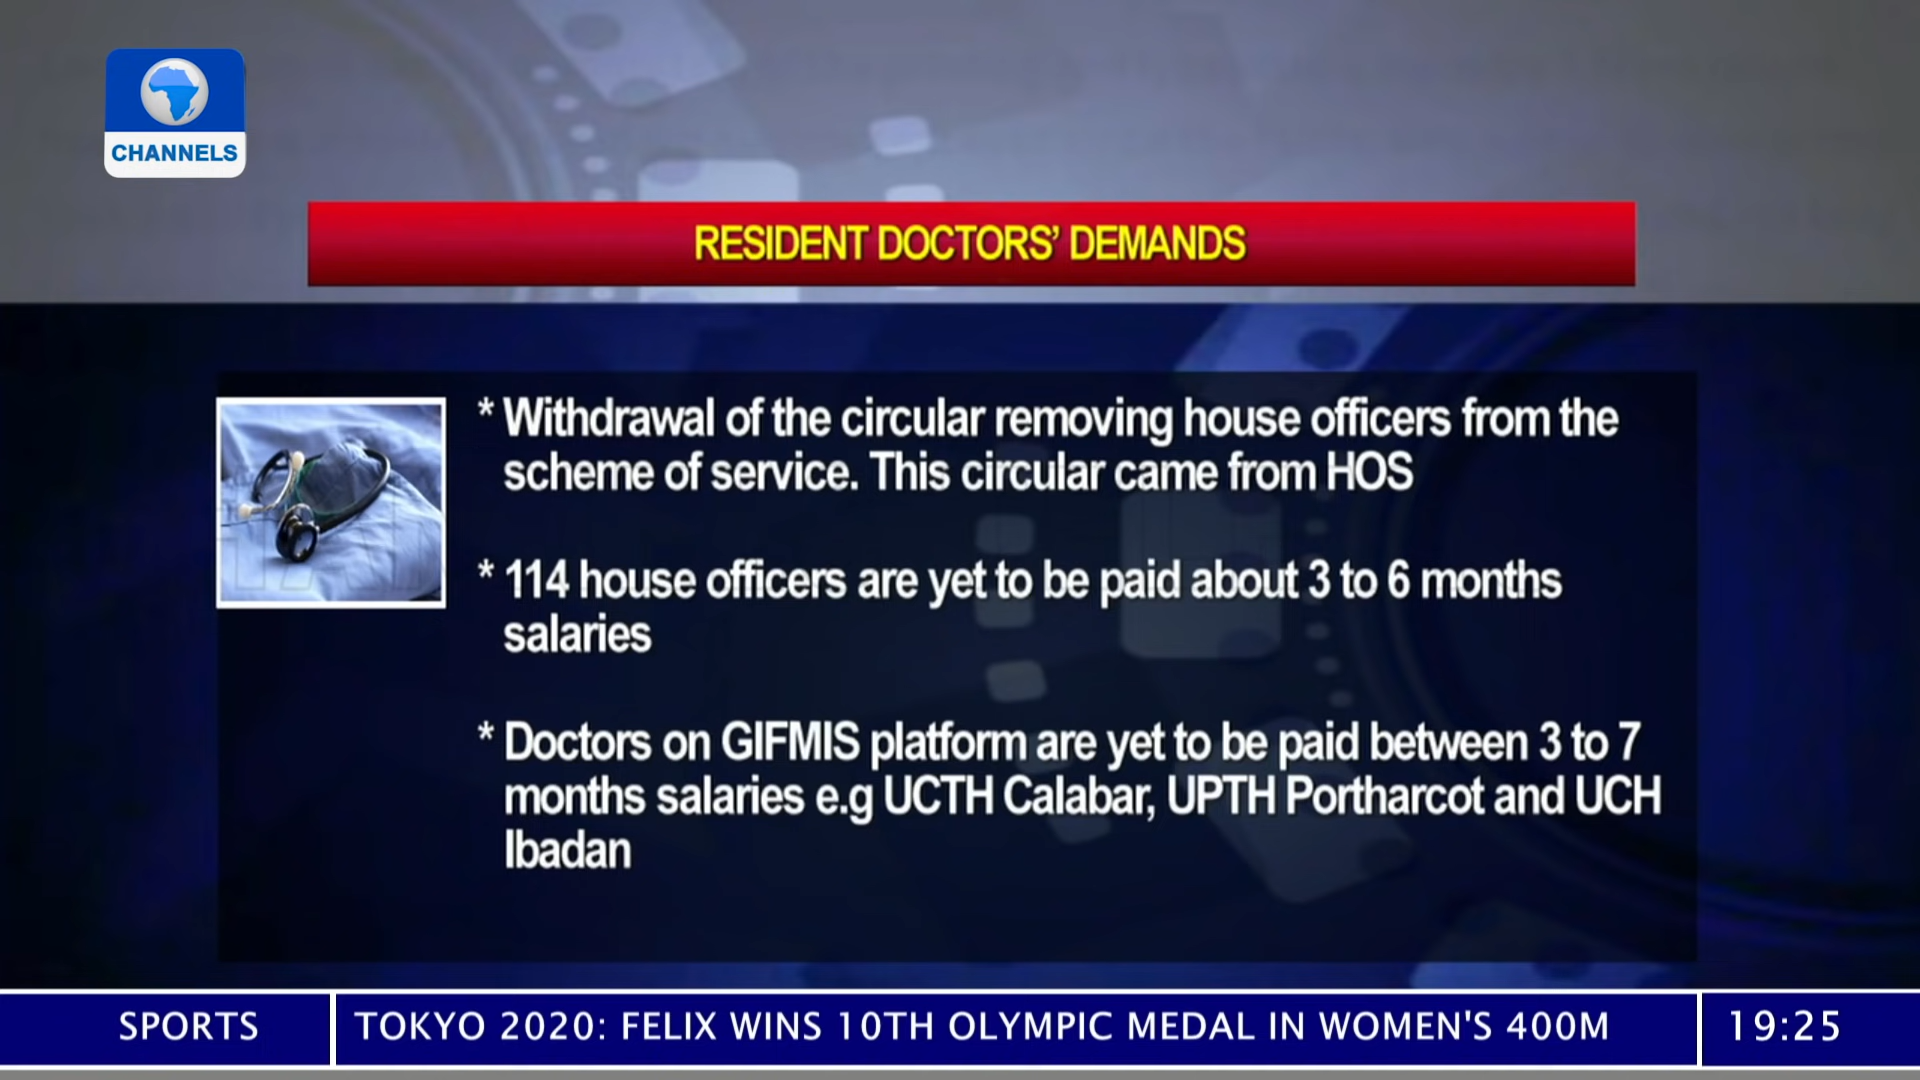 CHANNELS
RESIDENT DOCTORS’ DEMANDS
* Withdrawal of the circular removing house officers from the
scheme of service. This circular came from HOS
* 114 house officers are yet to be paid about 3 to 6 months
salaries
* Doctors on GIFMIS platform are yet to be paid between 3 to 7
months salaries e.g UCTH Calabar, UPTH Portharcot and UCH
Ibadan
SPORTS
TOKYO 2020: FELIX WINS 10TH OLYMPIC MEDAL IN WOMEN'S 400M
19:25